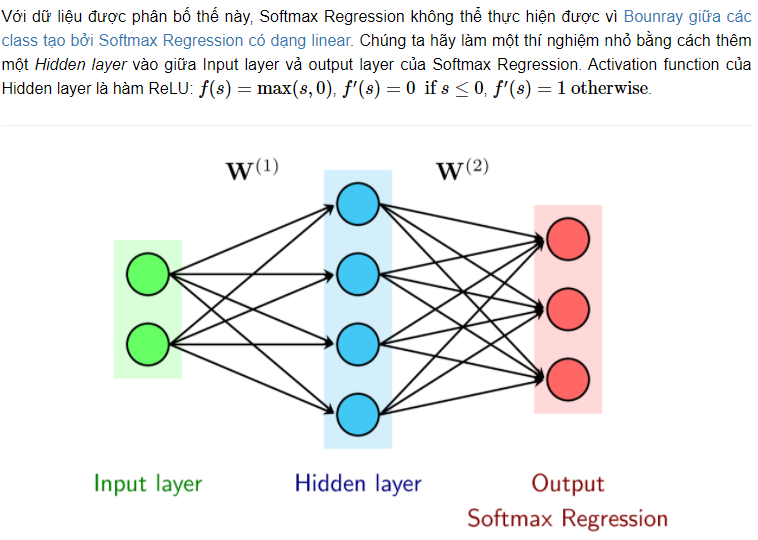 Với dữ liệu được phân bố thế này, Softmax Regression không thể thực hiện được vì Bounray giữa các
class tạo bởi Softmax Regression có dạng linear. Chúng ta hãy làm một thí nghiệm nhỏ bằng cách thêm
một Hidden layer vào giữa Input layer vả output layer của Softmax Regression. Activation function của
Hidden layer là hàm ReLU: f(s) = max(s, 0), f′(s) = 0 if s ≤ 0, f′(s) = 1 otherwise.
W(1) W(2)
Input layer Hidden layer Output
Softmax Regression